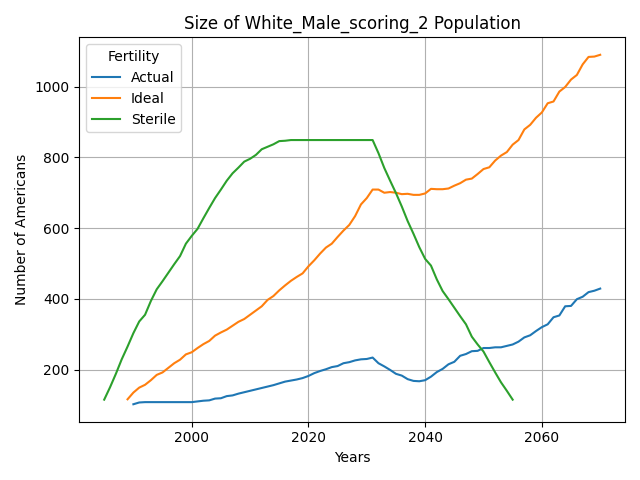 Size of White_Male_scoring_2 Population
Fertility
Actual
Ideal
Sterile
Number of Americans
1000
800
600
400
200
2000
2020
2040
2060
Years